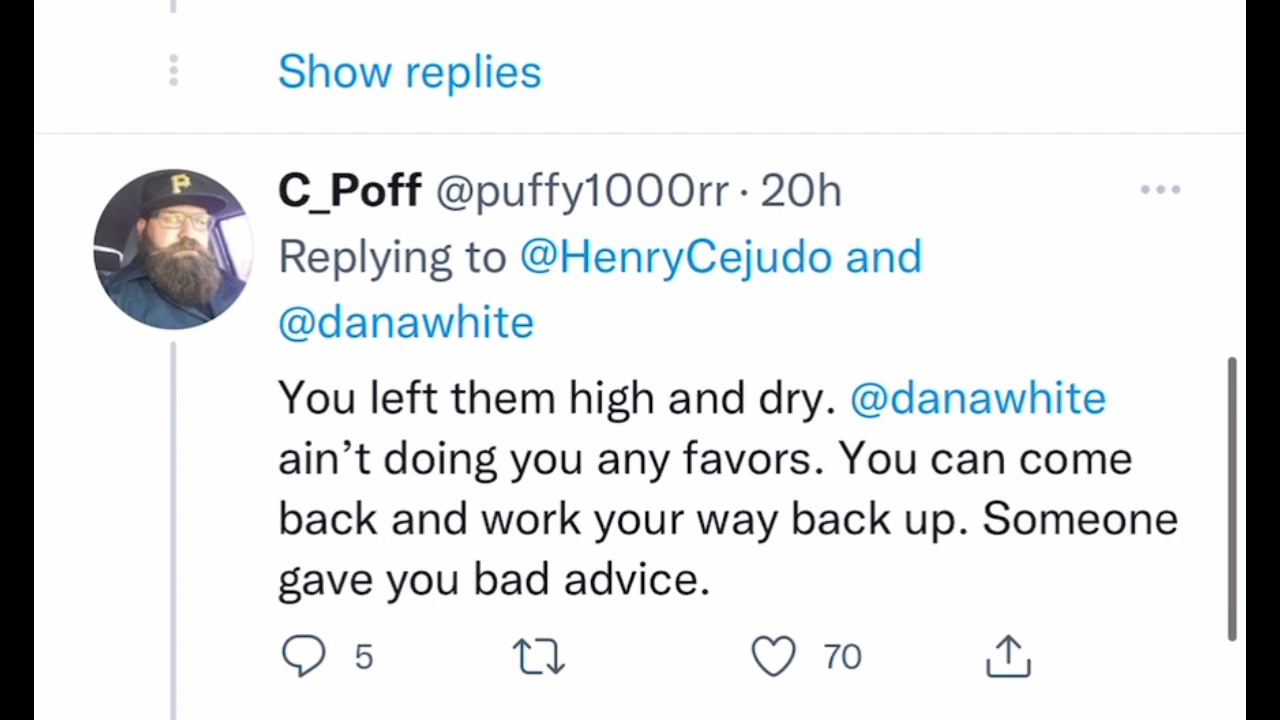 Show replies
C_Poff @puffy1000rr · 20h
Replying to @HenryCejudo and
@danawhite
You left them high and dry. @danawhite
ain’t doing you any favors. You can come
back and work your way back up. Someone
gave you bad advice.
5 70